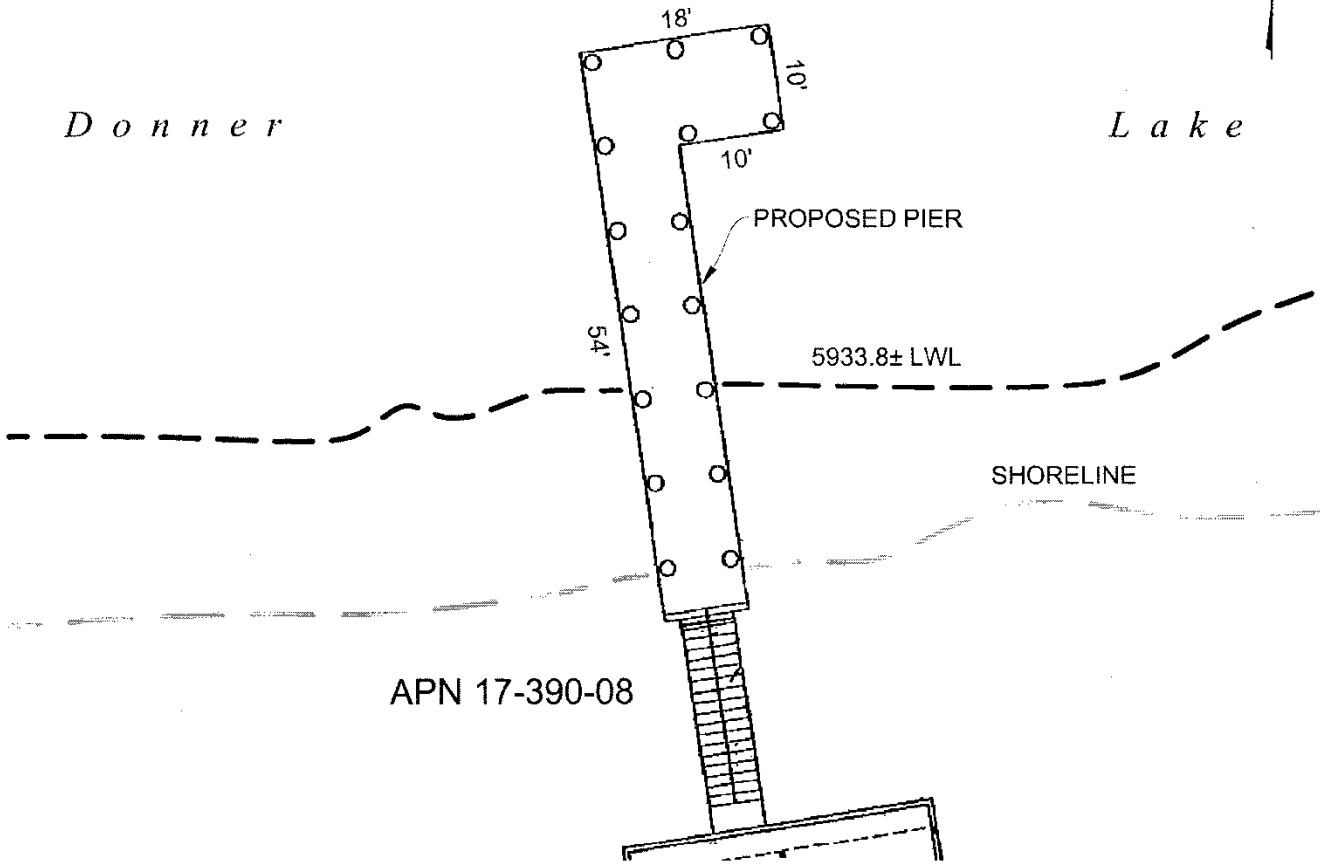 18'
10'
Donner
Lake
10'
PROPOSED PIER
54'
5933.8± LWL
SHORELINE
APN 17-390-08